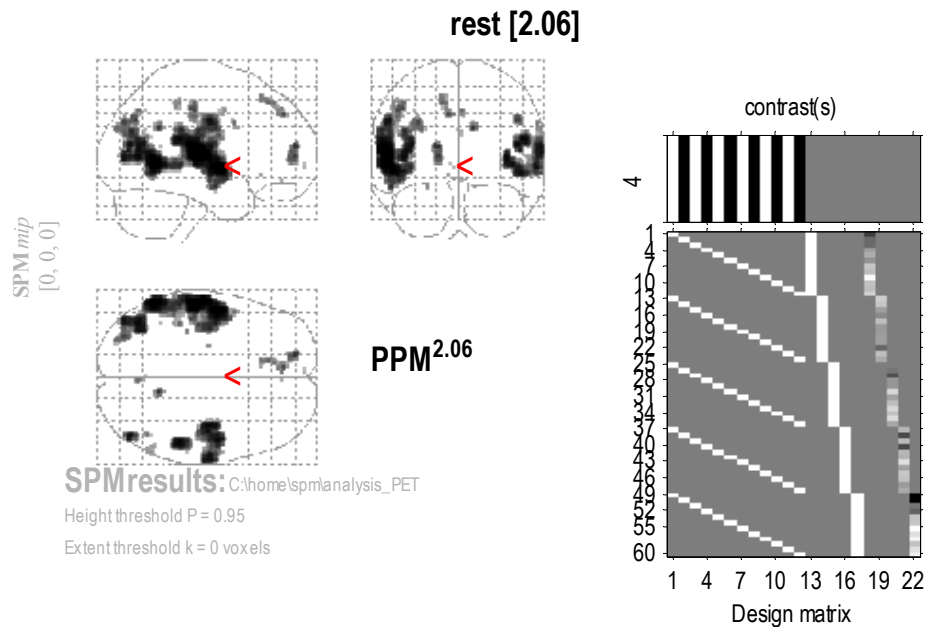 rest [2.06]
contrast(s)
4
SPMmip
[0, 0, 0]
<
<
<
PPM2.06
1
4
7
10
13
16
19
22
25
28
31
34
37
40
43
46
49
52
55
60
1 4 7 10 13 16 19 22
Design matrix
SPMresults: C:\home\spm\analysis_PET
Height threshold P = 0.95
Extent threshold k = 0 voxels